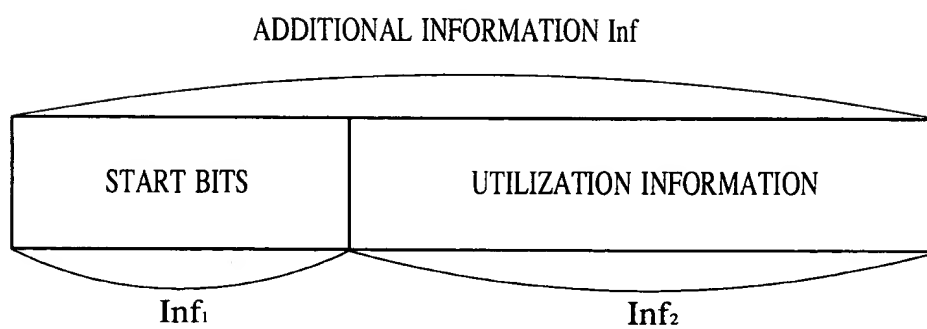 ADDITIONAL INFORMATION Inf
START BITS
UTILIZATION INFORMATION
Inf₁
Inf₂